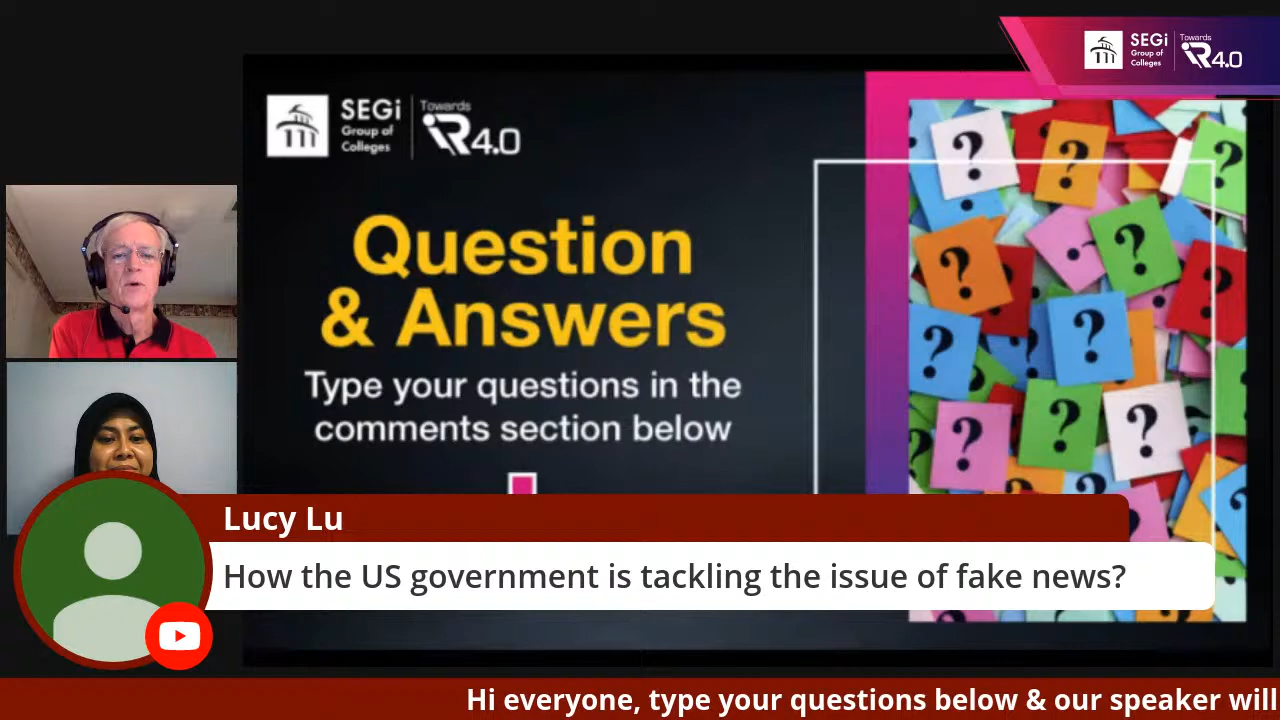 SEGi
Group of
Colleges
Towards
iR4.0
SEGi
Group of
Colleges
Towards
iR4.0
Question
& Answers
Type your questions in the
comments section below
? ? ? ? ? ? ? ? ? ? ? ?
Lucy Lu
How the US government is tackling the issue of fake news?
Hi everyone, type your questions below & our speaker will